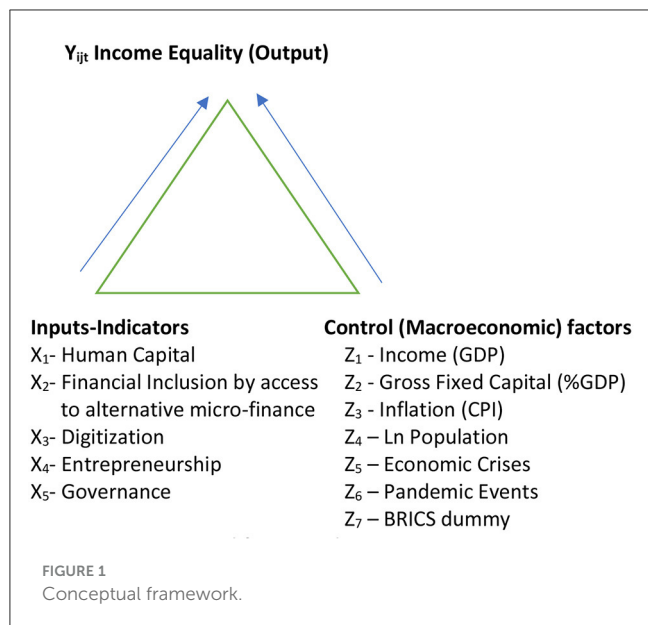 Yijt Income Equality (Output)
Inputs-Indicators
X1- Human Capital
X2- Financial Inclusion by access
to alternative micro-finance
X3- Digitization
X4- Entrepreneurship
X5- Governance
Control (Macroeconomic) factors
Z1 - Income (GDP)
Z2 - Gross Fixed Capital (%GDP)
Z3 - Inflation (CPI)
Z4 – Ln Population
Z5 – Economic Crises
Z6 – Pandemic Events
Z7 – BRICS dummy
FIGURE 1
Conceptual framework.